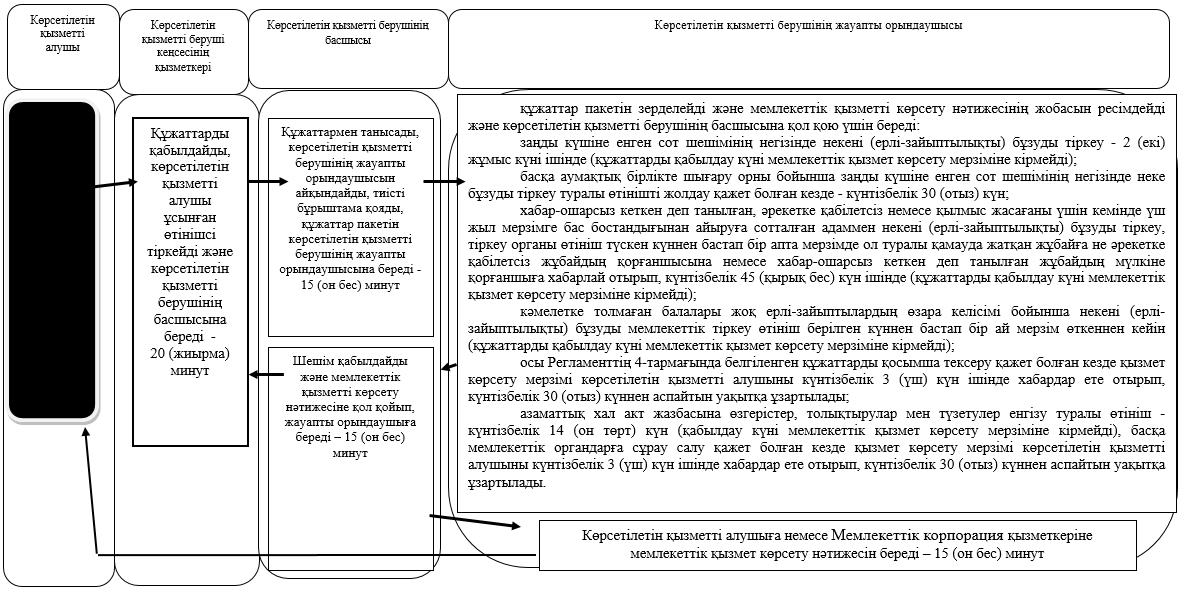 Көрсетілетін
қызметті
алушы
Көрсетілетін
қызметті беруші
кеңсесінің
қызметкері
Көрсетілетін қызметті берушінің
басшысы
Көрсетілетін қызметті берушінің жауапты орындаушысы
Құжаттарды
қабылдайды,
көрсетілетін
қызметті
алушы
ұсынған
өтінішсі
тіркейді және
көрсетілетін
қызметті
берушінің
басшысына
береді -
20 (жиырма)
минут
Құжаттармен танысады,
көрсетілетін қызметті
берушінің жауапты
орындаушысын
айқындайды, тиісті
бұрыштама қояды,
құжаттар пакетін
көрсетілетін қызметті
берушінің жауапты
орындаушысына береді -
15 (он бес) минут
Шешім қабылдайды
және мемлекеттік
қызметті көрсету
нәтижесіне қол қойып,
жауапты орындаушыға
береді – 15 (он бес)
минут
құжаттар пакетін зерделейді және мемлекеттік қызметті көрсету нәтижесінің жобасын ресімдейді
және көрсетілетін қызметті берушінің басшысына қол қою үшін береді:
заңды күшіне енген сот шешімінің негізінде некені (ерлі-зайыптылықты) бұзуды тіркеу - 2 (екі)
жұмыс күні ішінде (құжаттарды қабылдау күні мемлекеттік қызмет көрсету мерзіміне кірмейді);
басқа аумақтық бірлікте шығару орны бойынша заңды күшіне енген сот шешімінің негізінде неке
бұзуды тіркеу туралы өтінішті жолдау қажет болған кезде - күнтізбелік 30 (отыз) күн;
хабар-ошарсыз кеткен деп танылған, әрекетке қабілетсіз немесе қылмыс жасағаны үшін кемінде үш
жыл мерзімге бас бостандығынан айыруға сотталған адаммен некені (ерлі-зайыптылықты) бұзуды тіркеу,
тіркеу органы өтініш түскен күннен бастап бір апта мерзімде ол туралы қамауда жатқан жұбайға не әрекетке
қабілетсіз жұбайдың қорғаншысына немесе хабар-ошарсыз кеткен деп танылған жұбайдың мүлкіне
қорғаншыға хабарлай отырып, күнтізбелік 45 (қырық бес) күн ішінде (құжаттарды қабылдау күні мемлекеттік
қызмет көрсету мерзіміне кірмейді);
кәмелетке толмаған балалары жоқ ерлі-зайыптылардың өзара келісімі бойынша некені (ерлі-
зайыптылықты) бұзуды мемлекеттік тіркеу өтініш берілген күннен бастап бір ай мерзім өткеннен кейін
(құжаттарды қабылдау күні мемлекеттік қызмет көрсету мерзіміне кірмейді);
осы Регламенттің 4-тармағында белгіленген құжаттарды қосымша тексеру қажет болған кезде қызмет
көрсету мерзімі көрсетілетін қызметті алушыны күнтізбелік 3 (үш) күн ішінде хабардар ете отырып,
күнтізбелік 30 (отыз) күннен аспайтын уақытқа ұзартылады;
азаматтық хал акт жазбасына өзгерістер, толықтырулар мен түзетулер енгізу туралы өтініш -
күнтізбелік 14 (он төрт) күн (қабылдау күні мемлекеттік қызмет көрсету мерзіміне кірмейді), басқа
мемлекеттік органдарға сұрау салу қажет болған кезде қызмет көрсету мерзімі көрсетілетін қызметті
алушыны күнтізбелік 3 (үш) күн ішінде хабардар ете отырып, күнтізбелік 30 (отыз) күннен аспайтын уақытқа
ұзартылады.
Көрсетілетін қызметті алушыға немесе Мемлекеттік корпорация қызметкеріне
мемлекеттік қызмет көрсету нәтижесін береді – 15 (он бес) минут